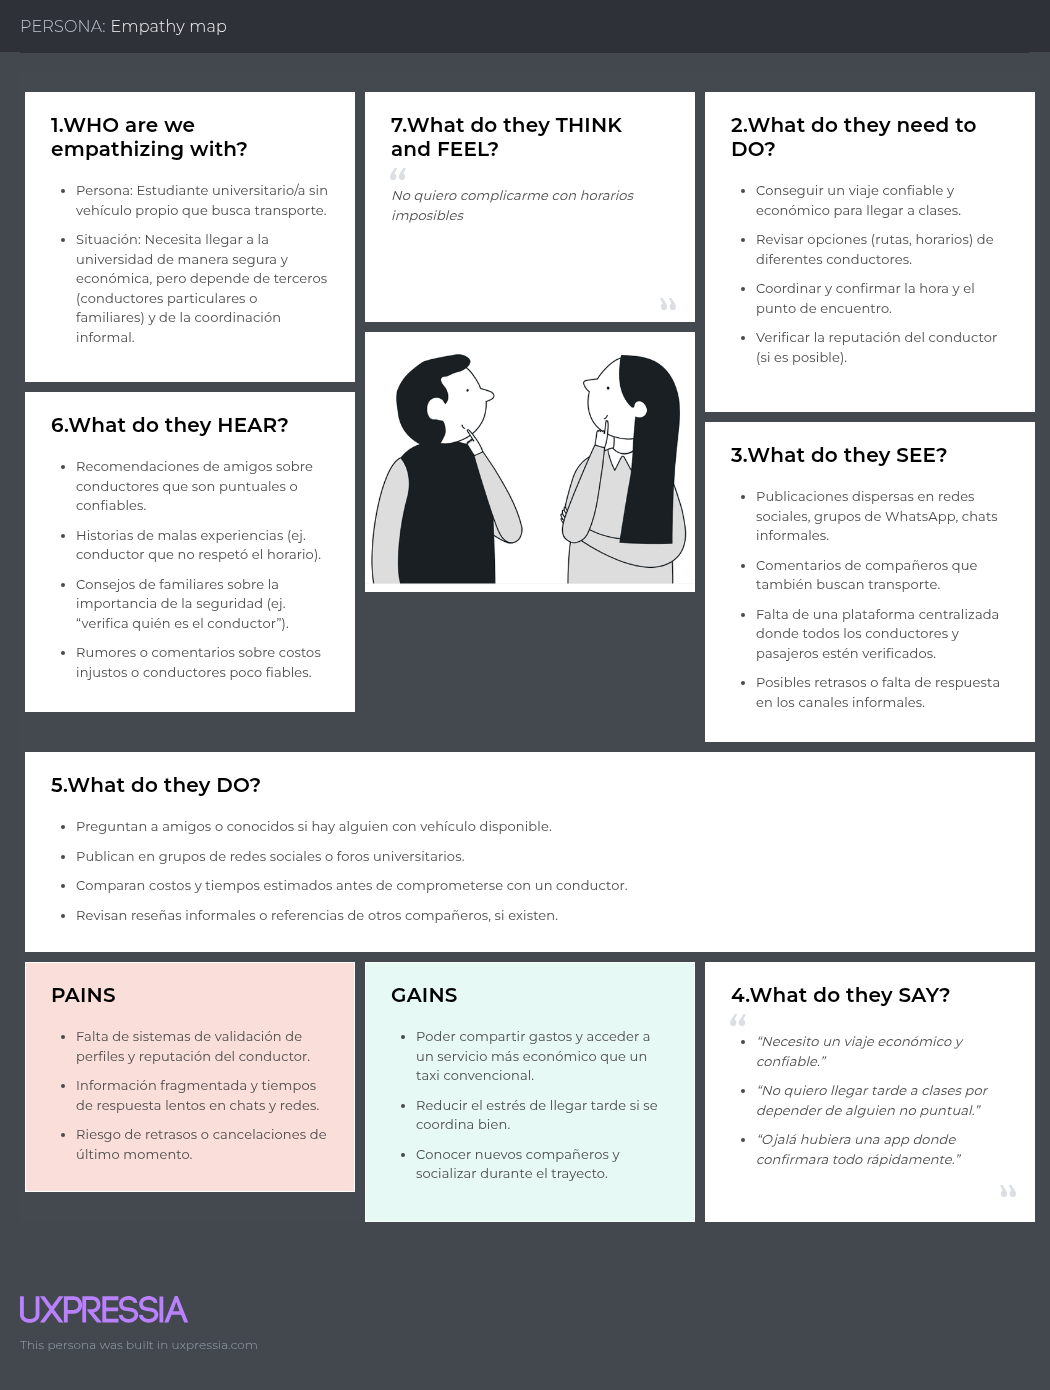 PERSONA: Empathy map
1.WHO are we
empathizing with?
• Persona: Estudiante universitario/a sin
vehículo propio que busca transporte.
• Situación: Necesita llegar a la
universidad de manera segura y
económica, pero depende de terceros
(conductores particulares o
familiares) y de la coordinación
informal.
7.What do they THINK
and FEEL?
“
No quiero complicarme con horarios
imposibles
”
2.What do they need to
DO?
• Conseguir un viaje confiable y
económico para llegar a clases.
• Revisar opciones (rutas, horarios) de
diferentes conductores.
• Coordinar y confirmar la hora y el
punto de encuentro.
• Verificar la reputación del conductor
(si es posible).
6.What do they HEAR?
• Recomendaciones de amigos sobre
conductores que son puntuales o
confiables.
• Historias de malas experiencias (ej.
conductor que no respetó el horario).
• Consejos de familiares sobre la
importancia de la seguridad (ej.
“verifica quién es el conductor”).
• Rumores o comentarios sobre costos
injustos o conductores poco fiables.
3.What do they SEE?
• Publicaciones dispersas en redes
sociales, grupos de WhatsApp, chats
informales.
• Comentarios de compañeros que
también buscan transporte.
• Falta de una plataforma centralizada
donde todos los conductores y
pasajeros estén verificados.
• Posibles retrasos o falta de respuesta
en los canales informales.
5.What do they DO?
• Preguntan a amigos o conocidos si hay alguien con vehículo disponible.
• Publican en grupos de redes sociales o foros universitarios.
• Comparan costos y tiempos estimados antes de comprometerse con un conductor.
• Revisan reseñas informales o referencias de otros compañeros, si existen.
PAINS
• Falta de sistemas de validación de
perfiles y reputación del conductor.
• Información fragmentada y tiempos
de respuesta lentos en chats y redes.
• Riesgo de retrasos o cancelaciones de
último momento.
GAINS
• Poder compartir gastos y acceder a
un servicio más económico que un
taxi convencional.
• Reducir el estrés de llegar tarde si se
coordina bien.
• Conocer nuevos compañeros y
socializar durante el trayecto.
4.What do they SAY?
“
• “Necesito un viaje económico y
confiable.”
• “No quiero llegar tarde a clases por
depender de alguien no puntual.”
• “Ojalá hubiera una app donde
confirmara todo rápidamente.”
”
UXPRESSIA
This persona was built in uxpressia.com